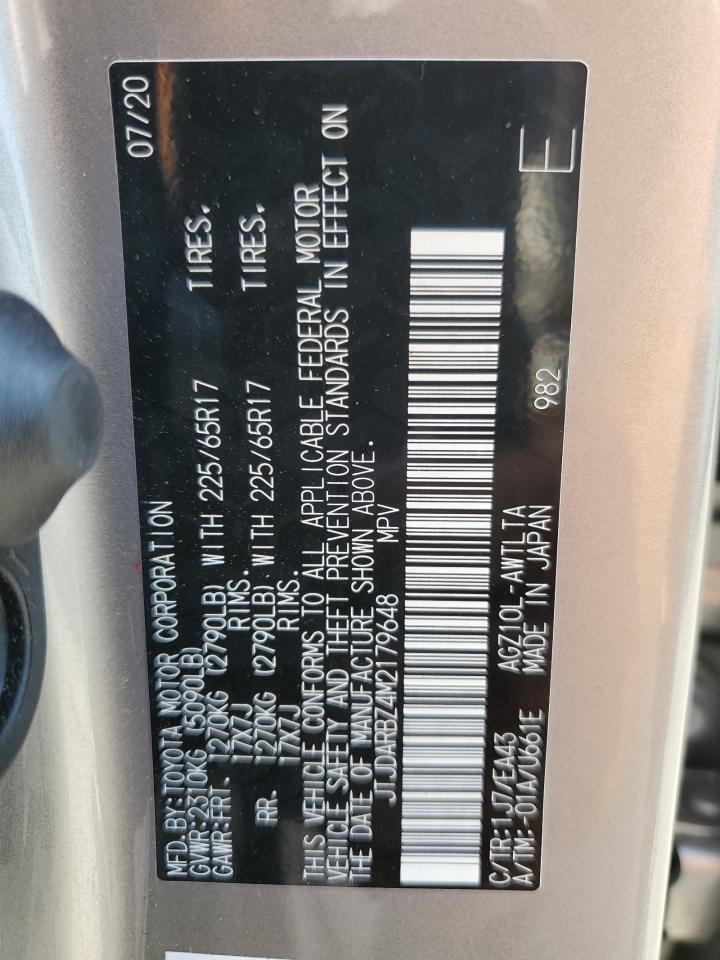 MFD.BY:TOYOTA MOTOR CORPORATION 07/20
GVWR:2310KG (5090LB)
GAWR:FRT. 1270KG (2790LB) WITH 225/65R17 TIRES.
17X7J RIMS.
RR. 1270KG (2790LB) WITH 225/65R17 TIRES.
17X7J RIMS.
THIS VEHICLE CONFORMS TO ALL APPLICABLE FEDERAL MOTOR
VEHICLE SAFETY AND THEFT PREVENTION STANDARDS IN EFFECT ON
THE DATE OF MANUFACTURE SHOWN ABOVE.
JTJDARBZ4M2179648 MPV
C/TR:1J7/EA43 AGZ10L-AWTLTA
A/TM:-01A/U661E MADE IN JAPAN 982 E